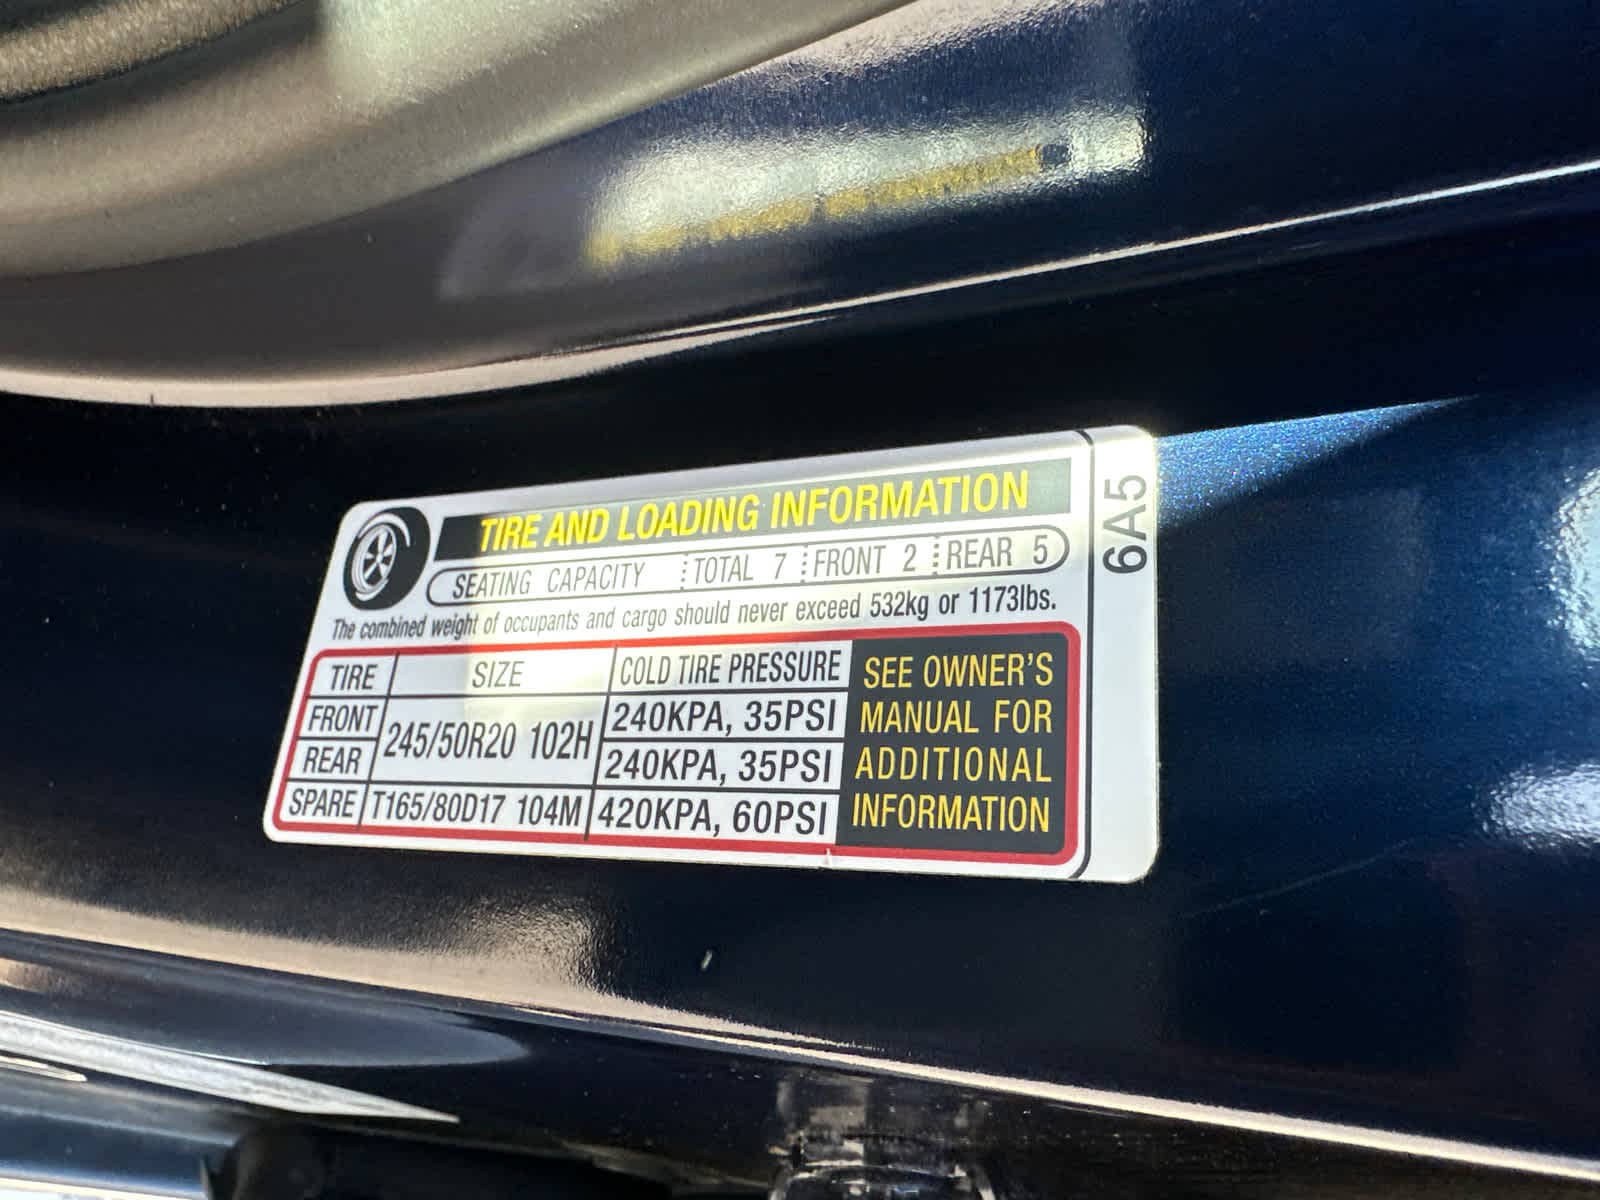 TIRE AND LOADING INFORMATION
SEATING CAPACITY TOTAL 7 FRONT 2 REAR 5
The combined weight of occupants and cargo should never exceed 532kg or 1173lbs.
TIRE SIZE COLD TIRE PRESSURE
FRONT 245/50R20 102H 240KPA, 35PSI
REAR 240KPA, 35PSI
SPARE T165/80D17 104M 420KPA, 60PSI
SEE OWNER'S
MANUAL FOR
ADDITIONAL
INFORMATION
6A5